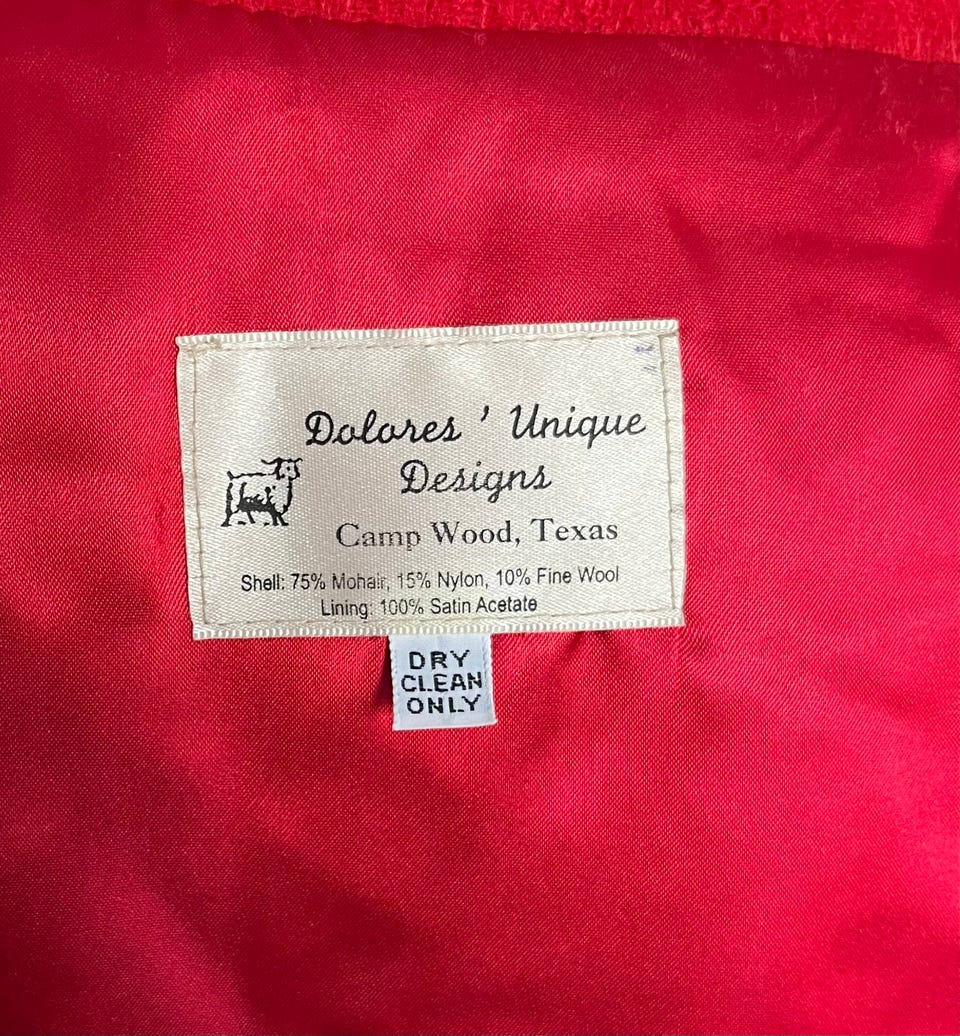 Dolores ' Unique
Designs
Camp Wood, Texas
Shell: 75% Mohair, 15% Nylon, 10% Fine Wool
Lining: 100% Satin Acetate
DRY
CLEAN
ONLY